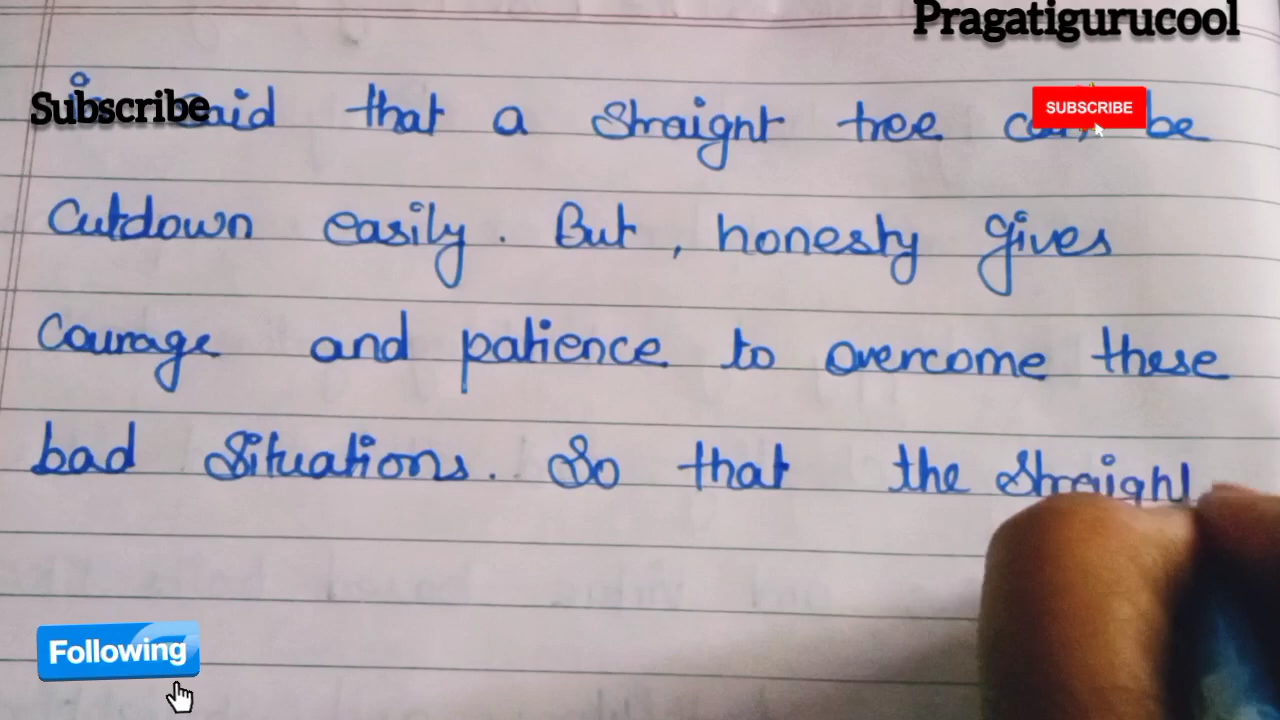 Pragatigurucool
Subscribe
SUBSCRIBE
is said that a straight tree can be
cutdown easily. But, honesty gives
courage and patience to overcome these
bad situations. So that the straight
Following